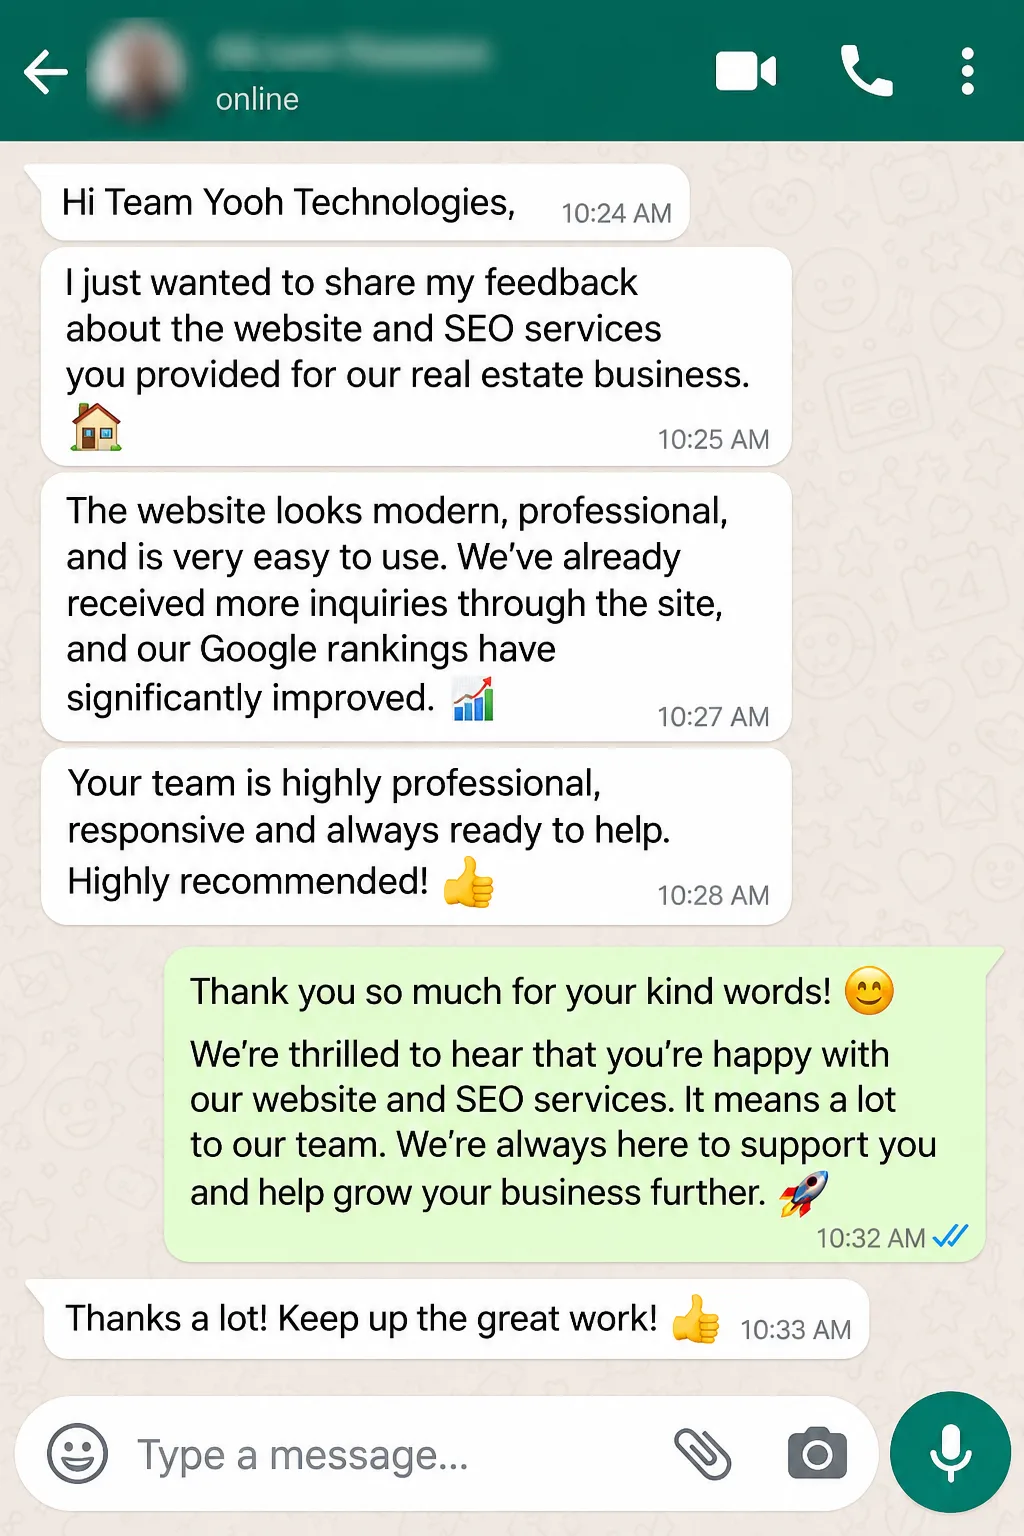 online
Hi Team Yooh Technologies,
10:24 AM
I just wanted to share my feedback
about the website and SEO services
you provided for our real estate business.
🏠
10:25 AM
The website looks modern, professional,
and is very easy to use. We’ve already
received more inquiries through the site,
and our Google rankings have
significantly improved. 📈
10:27 AM
Your team is highly professional,
responsive and always ready to help.
Highly recommended! 👍
10:28 AM
Thank you so much for your kind words! 😊
We’re thrilled to hear that you’re happy with
our website and SEO services. It means a lot
to our team. We’re always here to support you
and help grow your business further. 🚀
10:32 AM
Thanks a lot! Keep up the great work! 👍
10:33 AM
Type a message...